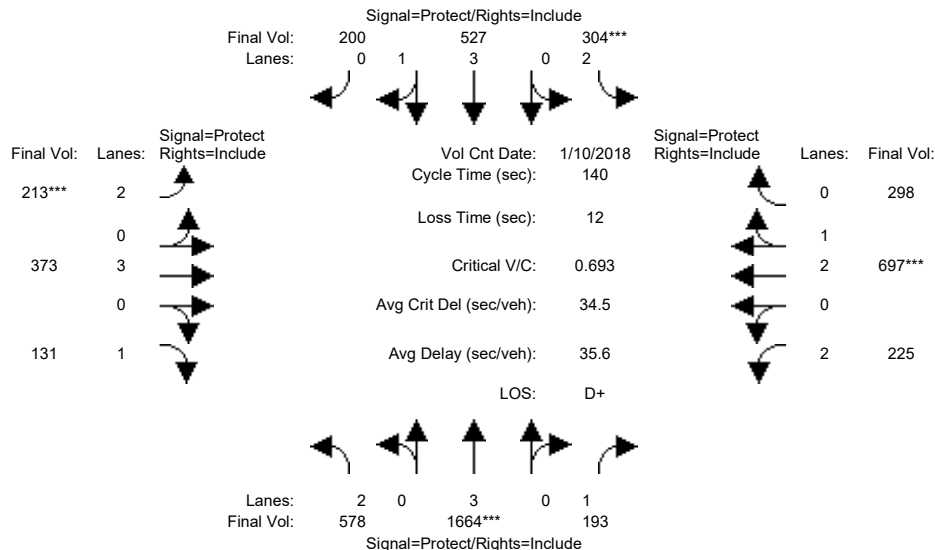 Signal=Protect/Rights=Include
Final Vol: 200 527 304***
Lanes: 0 1 3 0 2
Signal=Protect Signal=Protect
Final Vol: Lanes: Rights=Include Vol Cnt Date: 1/10/2018 Rights=Include Lanes: Final Vol:
Cycle Time (sec): 140
213*** 2 0 298
Loss Time (sec): 12
0 1
373 3 Critical V/C: 0.693 2 697***
0 Avg Crit Del (sec/veh): 34.5 0
131 1 Avg Delay (sec/veh): 35.6 2 225
LOS: D+
Lanes: 2 0 3 0 1
Final Vol: 578 1664*** 193
Signal=Protect/Rights=Include